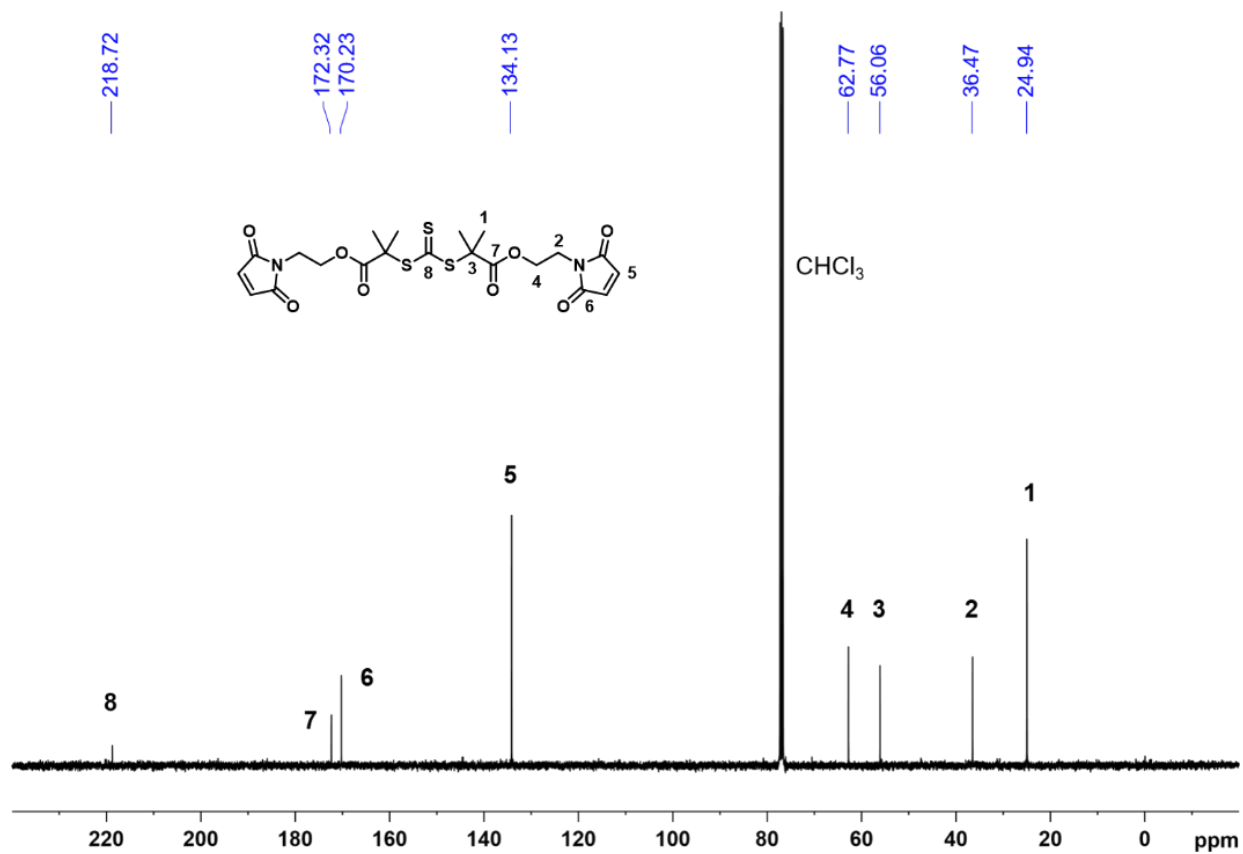 218.72 172.32 170.23 134.13 62.77 56.06 36.47 24.94
S
O O 1 2 O
O 7 N
N S S 3 O 5
8 4
O O O O
6
CHCl3
5
1
4 3 2
6
8 7
220 200 180 160 140 120 100 80 60 40 20 0 ppm